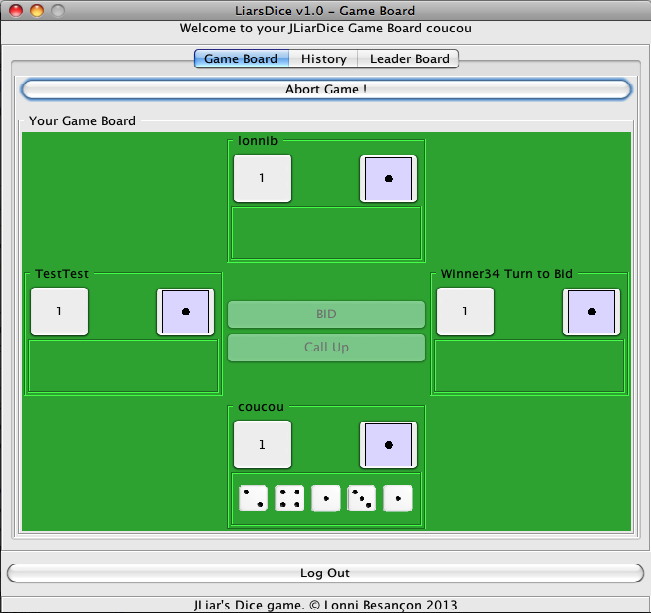 LiarsDice v1.0 – Game Board
Welcome to your JLiarDice Game Board coucou
Game Board History Leader Board
Abort Game !
Your Game Board
lonnib
1
TestTest
1
Winner34 Turn to Bid
1
BID
Call Up
coucou
1
Log Out
JLiar's Dice game. © Lonni Besançon 2013